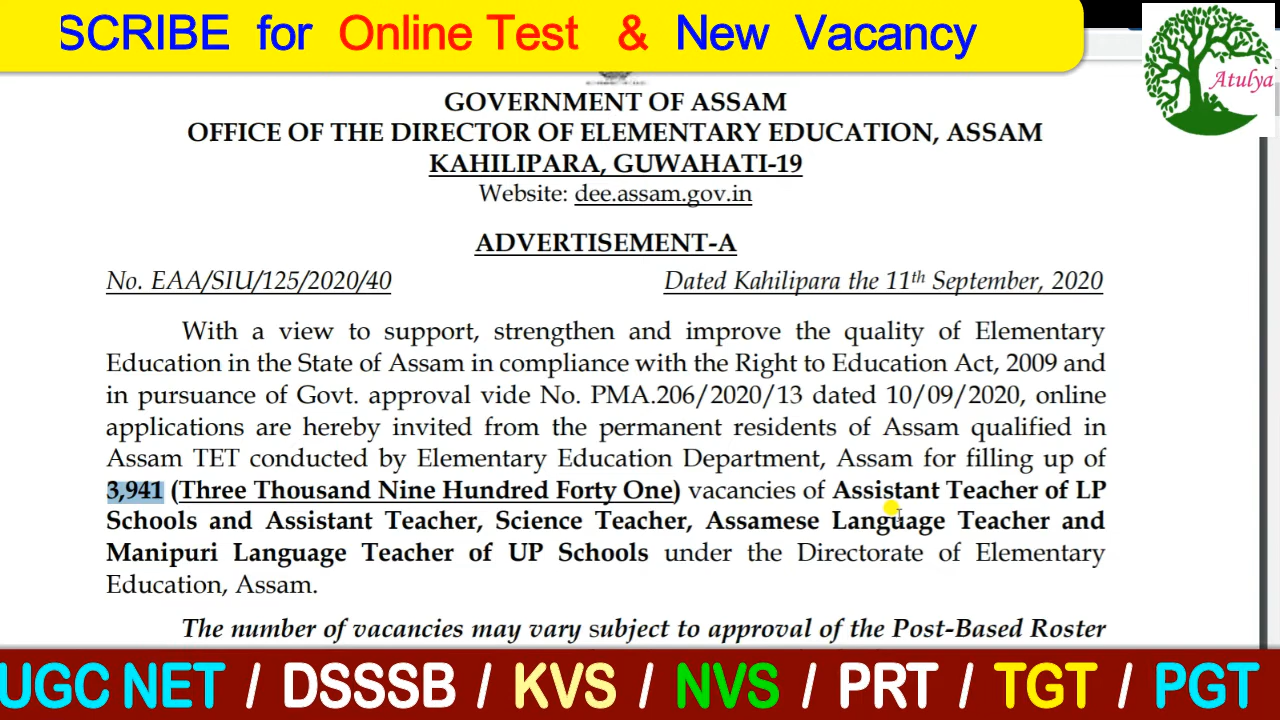 SCRIBE for Online Test & New Vacancy
Atulya
GOVERNMENT OF ASSAM
OFFICE OF THE DIRECTOR OF ELEMENTARY EDUCATION, ASSAM
KAHILIPARA, GUWAHATI-19
Website: dee.assam.gov.in
ADVERTISEMENT-A
No. EAA/SIU/125/2020/40 Dated Kahilipara the 11th September, 2020
With a view to support, strengthen and improve the quality of Elementary
Education in the State of Assam in compliance with the Right to Education Act, 2009 and
in pursuance of Govt. approval vide No. PMA.206/2020/13 dated 10/09/2020, online
applications are hereby invited from the permanent residents of Assam qualified in
Assam TET conducted by Elementary Education Department, Assam for filling up of
3,941 (Three Thousand Nine Hundred Forty One) vacancies of Assistant Teacher of LP
Schools and Assistant Teacher, Science Teacher, Assamese Language Teacher and
Manipuri Language Teacher of UP Schools under the Directorate of Elementary
Education, Assam.
The number of vacancies may vary subject to approval of the Post-Based Roster
UGC NET / DSSSB / KVS / NVS / PRT / TGT / PGT